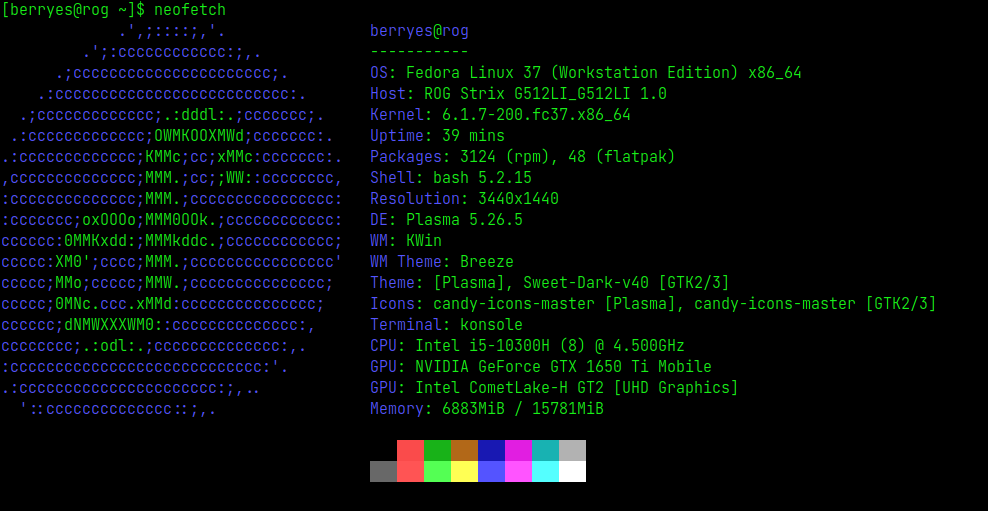 [berryes@rog ~]$ neofetch
             .',;::::;,'.                berryes@rog
         .';:cccccccccccc:;,.            -----------
      .;cccccccccccccccccccccc;.         OS: Fedora Linux 37 (Workstation Edition) x86_64
    .:cccccccccccccccccccccccccc:.       Host: ROG Strix G512LI_G512LI 1.0
  .;ccccccccccccc;.:dddl:.;ccccccc;.     Kernel: 6.1.7-200.fc37.x86_64
 .:ccccccccccccc;OWMKOOXMWd;ccccccc:.    Uptime: 39 mins
.:ccccccccccccc;KMMc;cc;xMMc:ccccccc:.   Packages: 3124 (rpm), 48 (flatpak)
,cccccccccccccc;MMM.;cc;;WW::cccccccc,   Shell: bash 5.2.15
:cccccccccccccc;MMM.;cccccccccccccccc:   Resolution: 3440x1440
:ccccccc;oxOOOo;MMM0OOk.;cccccccccccc:   DE: Plasma 5.26.5
cccccc:0MMKxdd:;MMMkddc.;cccccccccccc;   WM: KWin
ccccc:XM0';cccc;MMM.;cccccccccccccccc'   WM Theme: Breeze
ccccc;MMo;ccccc;MMW.;ccccccccccccccc;    Theme: [Plasma], Sweet-Dark-v40 [GTK2/3]
ccccc;0MNc.ccc.xMMd:ccccccccccccccc;     Icons: candy-icons-master [Plasma], candy-icons-master [GTK2/3]
cccccc;dNMWXXXWM0::cccccccccccccc:,      Terminal: konsole
cccccccc;.:odl:.;cccccccccccccc:,.       CPU: Intel i5-10300H (8) @ 4.500GHz
:cccccccccccccccccccccccccccc:'.         GPU: NVIDIA GeForce GTX 1650 Ti Mobile
.:cccccccccccccccccccccc:;,..            GPU: Intel CometLake-H GT2 [UHD Graphics]
  '::cccccccccccccc::;,.                 Memory: 6883MiB / 15781MiB